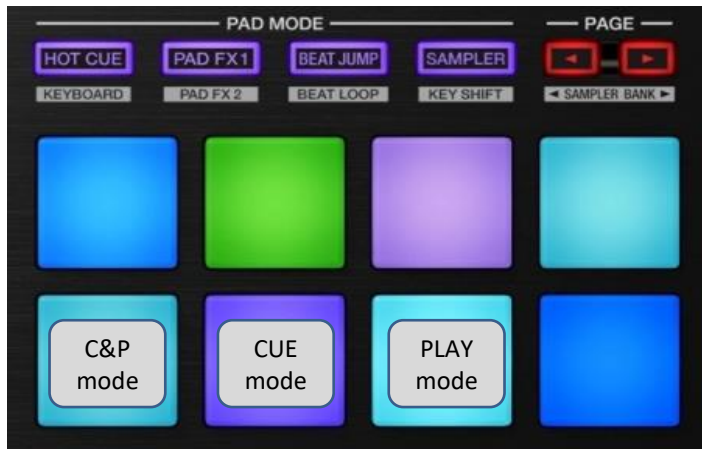 PAD MODE PAGE
HOT CUE PAD FX1 BEAT JUMP SAMPLER ◄ ►
KEYBOARD PAD FX 2 BEAT LOOP KEY SHIFT ◄ SAMPLER BANK ►
C&P CUE PLAY
mode mode mode